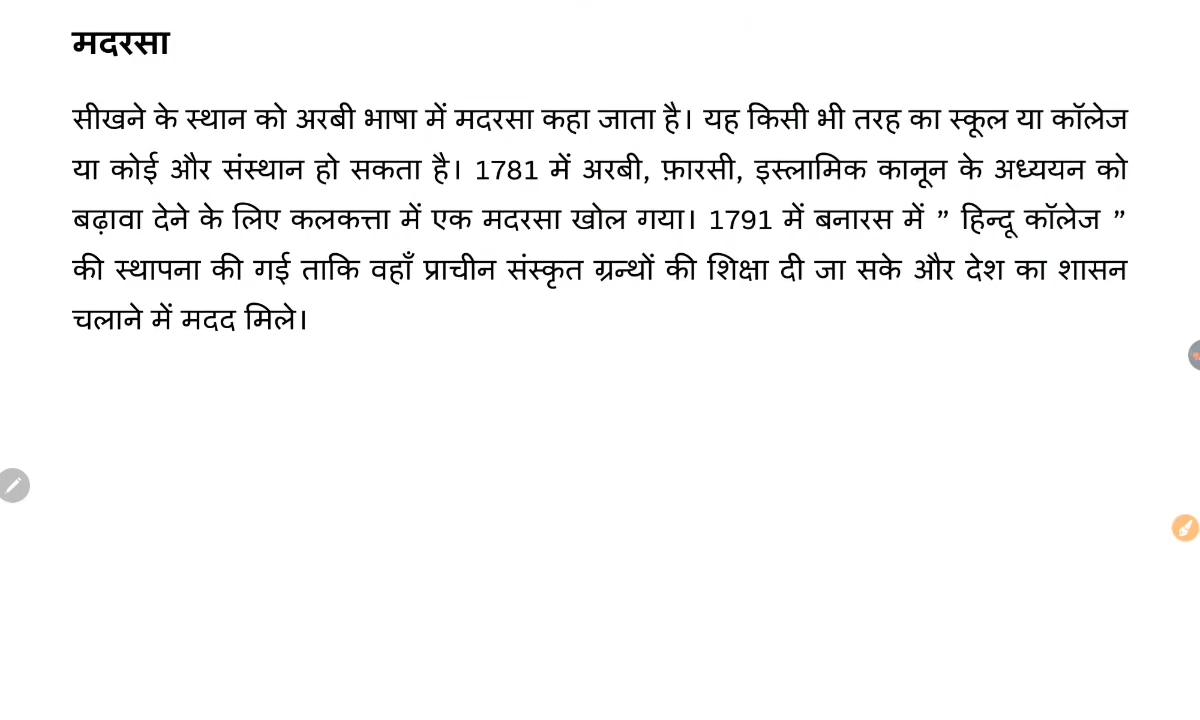 मदरसा
सीखने के स्थान को अरबी भाषा में मदरसा कहा जाता है। यह किसी भी तरह का स्कूल या कॉलेज
या कोई और संस्थान हो सकता है। 1781 में अरबी, फ़ारसी, इस्लामिक कानून के अध्ययन को
बढ़ावा देने के लिए कलकत्ता में एक मदरसा खोल गया। 1791 में बनारस में ” हिन्दू कॉलेज ”
की स्थापना की गई ताकि वहाँ प्राचीन संस्कृत ग्रन्थों की शिक्षा दी जा सके और देश का शासन
चलाने में मदद मिले।